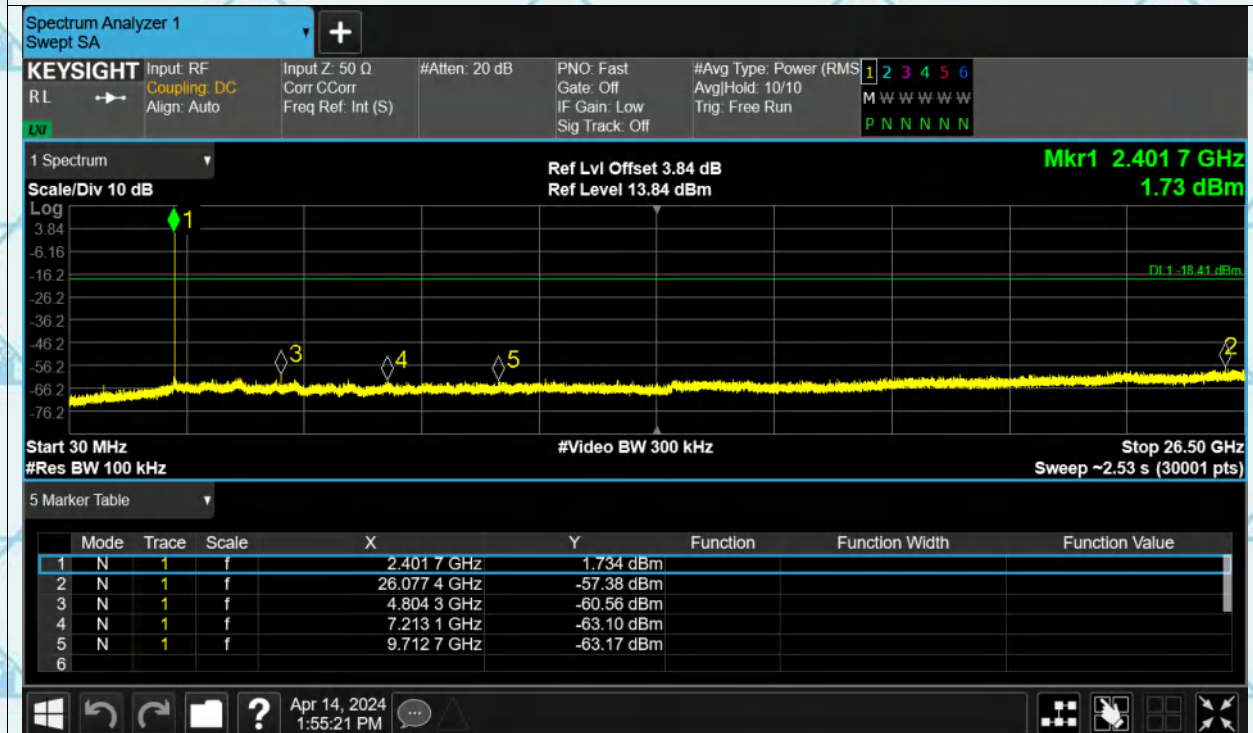 Spectrum Analyzer 1
Swept SA
+
KEYSIGHT
RL
LXI
Input: RF
Coupling: DC
Align: Auto
Input Z: 50 Ω
Corr CCorr
Freq Ref: Int (S)
#Atten: 20 dB
PNO: Fast
Gate: Off
IF Gain: Low
Sig Track: Off
#Avg Type: Power (RMS
Avg|Hold: 10/10
Trig: Free Run
1 2 3 4 5 6
M W W W W W
P N N N N N
1 Spectrum
Scale/Div 10 dB
Ref Lvl Offset 3.84 dB
Ref Level 13.84 dBm
Mkr1 2.401 7 GHz
1.73 dBm
Log
3.84
-6.16
-16.2
-26.2
-36.2
-46.2
-56.2
-66.2
-76.2
1
3
4
5
2
DL1 -18.41 dBm
Start 30 MHz
#Video BW 300 kHz
Stop 26.50 GHz
#Res BW 100 kHz
Sweep ~2.53 s (30001 pts)
5 Marker Table
Mode Trace Scale X Y Function Function Width Function Value
1 N 1 f 2.401 7 GHz 1.734 dBm
2 N 1 f 26.077 4 GHz -57.38 dBm
3 N 1 f 4.804 3 GHz -60.56 dBm
4 N 1 f 7.213 1 GHz -63.10 dBm
5 N 1 f 9.712 7 GHz -63.17 dBm
6
?
Apr 14, 2024
1:55:21 PM